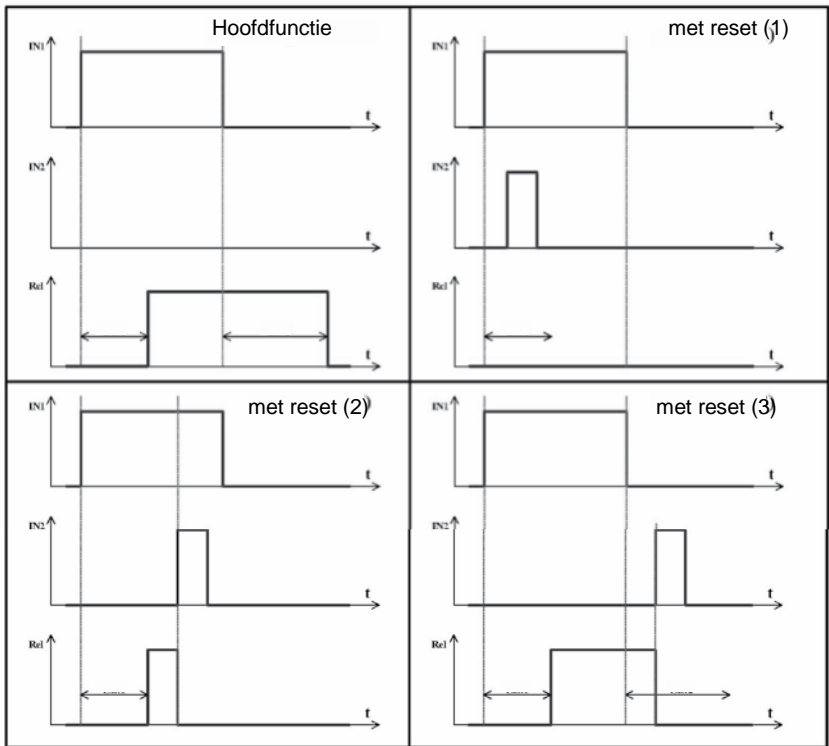 Hoofdfunctie
IN1
t
IN2
t
Rel
t
met reset (1)
IN1
t
IN2
t
Rel
t
met reset (2)
IN1
t
IN2
t
Rel
t
met reset (3)
IN1
t
IN2
t
Rel
t